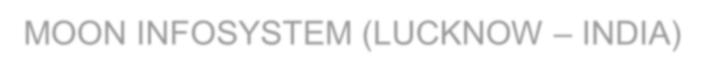 MOON INFOSYSTEM (LUCKNOW – INDIA)